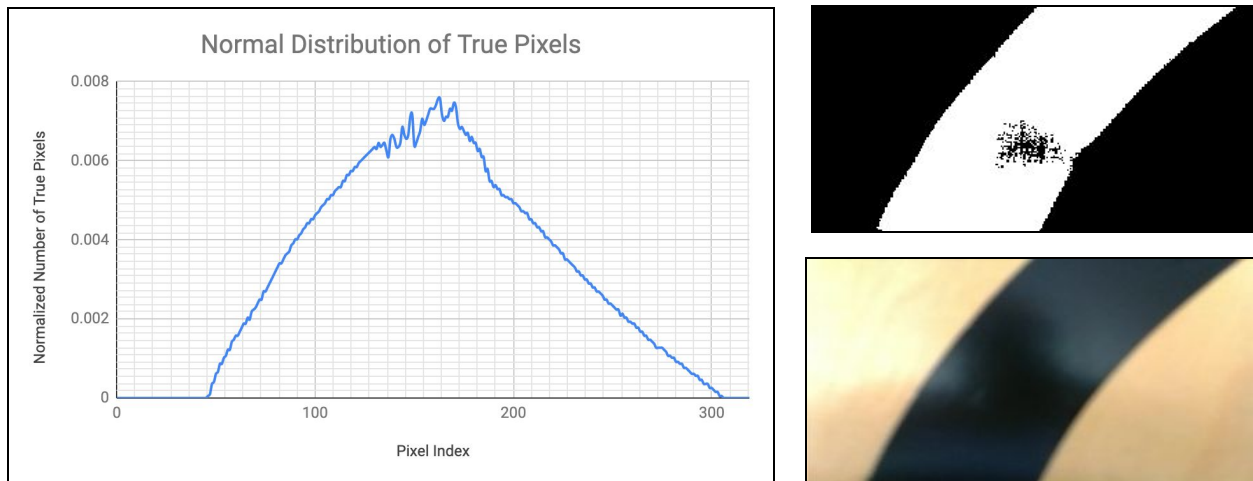 Normal Distribution of True Pixels
Normalized Number of True Pixels
0.008
0.006
0.004
0.002
0
0 100 200 300
Pixel Index